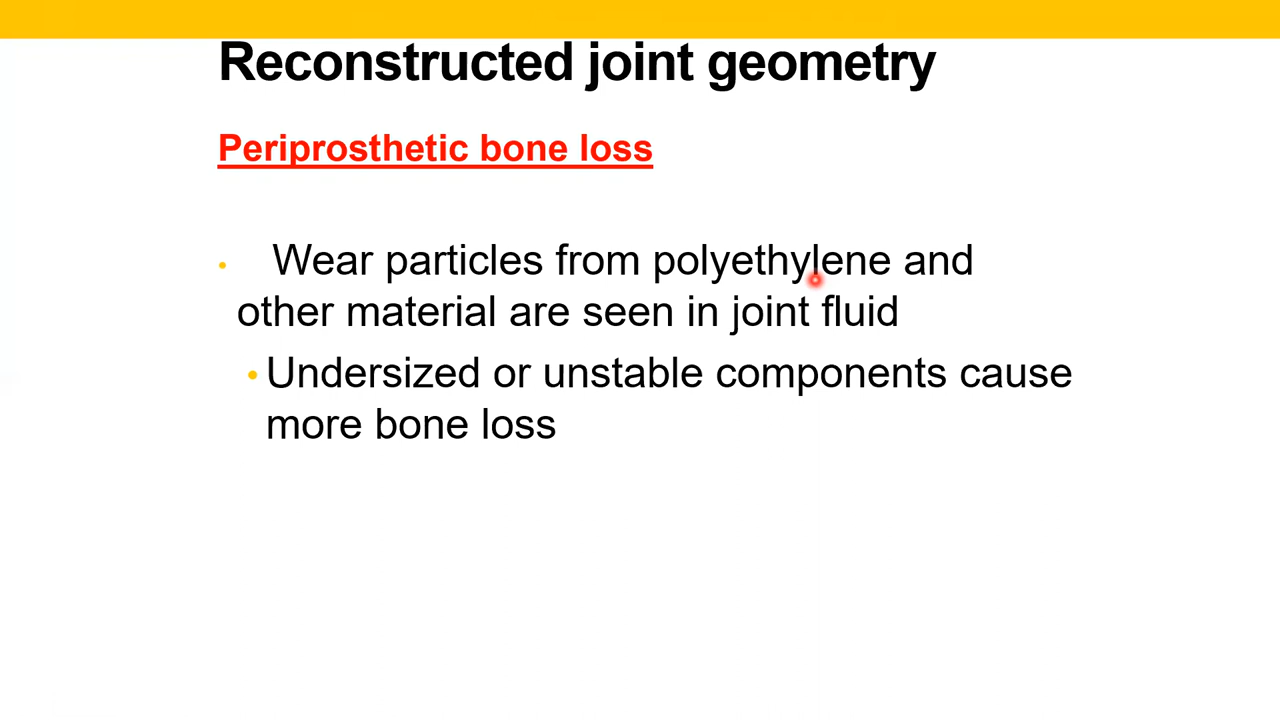 Reconstructed joint geometry
Periprosthetic bone loss
• Wear particles from polyethylene and
other material are seen in joint fluid
• Undersized or unstable components cause
more bone loss